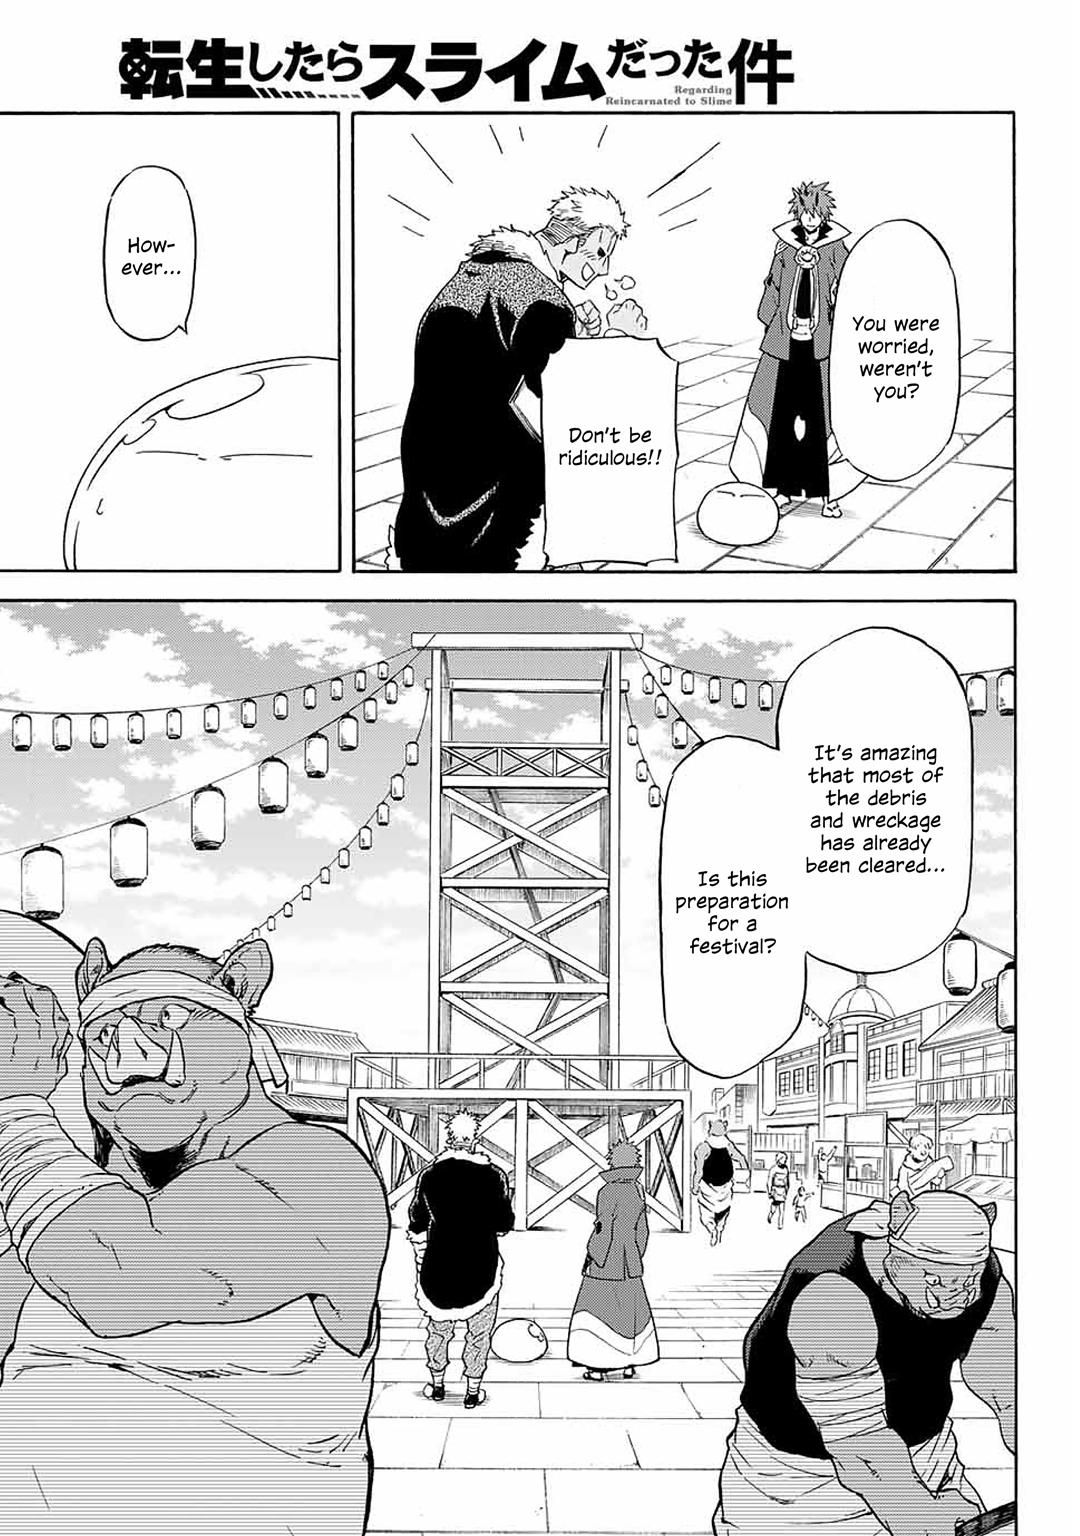 転生したらスライムだった件
Regarding
Reincarnated to Slime
You were
worried,
weren't
you?
Don't be
ridiculous!!
How-
ever...
It's amazing
that most of
the debris
and wreckage
has already
been cleared...
Is this
preparation
for a
festival?